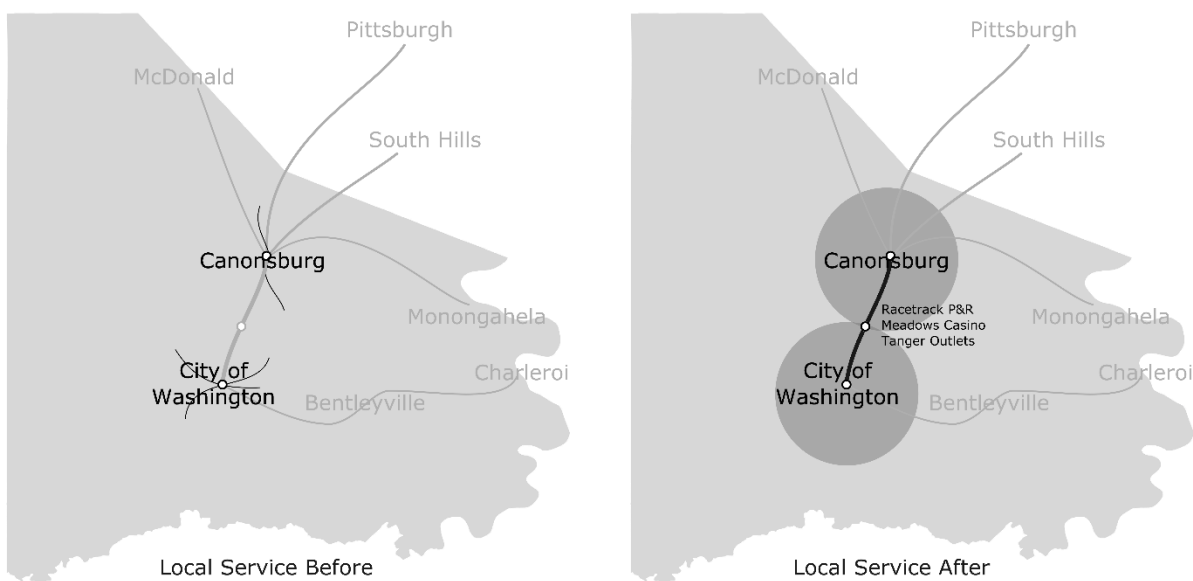 Pittsburgh
McDonald
South Hills
Canonsburg
Monongahela
City of
Washington
Charleroi
Bentleyville
Local Service Before
Pittsburgh
McDonald
South Hills
Canonsburg
Racetrack P&R
Meadows Casino
Tanger Outlets
Monongahela
City of
Washington
Charleroi
Bentleyville
Local Service After